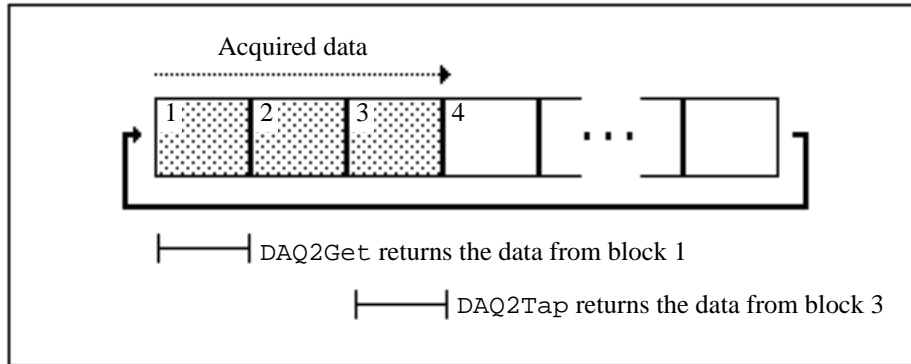 Acquired data
1 2 3 4
DAQ2Get returns the data from block 1
DAQ2Tap returns the data from block 3